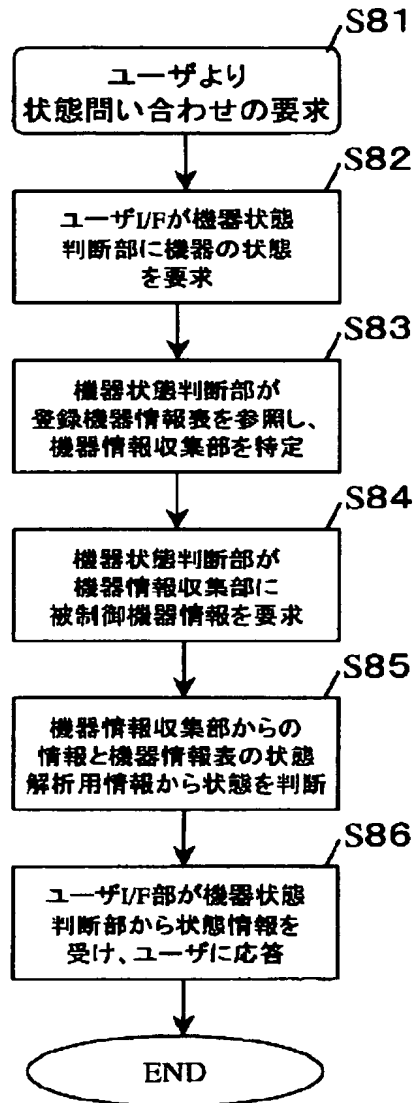 S81
ユーザより
状態問い合わせの要求
S82
ユーザI/Fが機器状態
判断部に機器の状態
を要求
S83
機器状態判断部が
登録機器情報表を参照し、
機器情報収集部を特定
S84
機器状態判断部が
機器情報収集部に
被制御機器情報を要求
S85
機器情報収集部からの
情報と機器情報表の状態
解析用情報から状態を判断
S86
ユーザI/F部が機器状態
判断部から状態情報を
受け、ユーザに応答
END